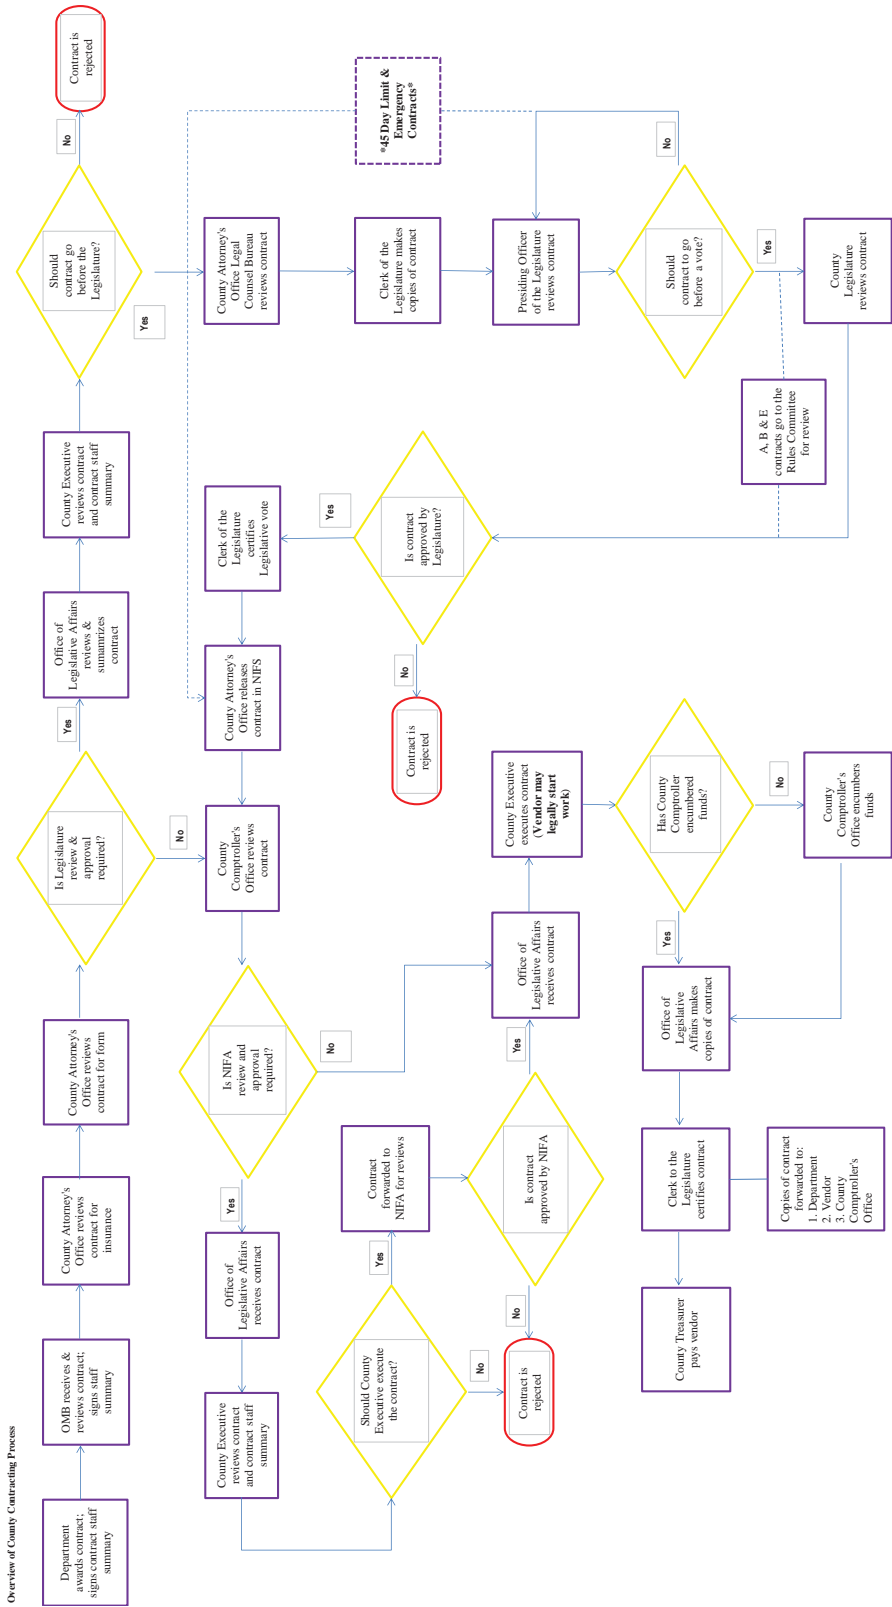 Overview of County Contracting Process
Department
awards contract;
signs contract staff
summary
OMB receives &
reviews contract;
signs staff
summary
County Attorney's
Office reviews
contract for
insurance
County Attorney's
Office reviews
contract for form
Is Legislature
review &
approval
required?
Yes
No
Office of
Legislative Affairs
reviews &
sumamrizes
contract
County Executive
reviews contract
and contract staff
summary
Should
contract go
before the
Legislature?
No
Contract is
rejected
Yes
County Attorney's
Office Legal
Counsel Bureau
reviews contract
Clerk of the
Legislature makes
copies of contract
*45 Day Limit &
Emergency
Contracts*
Presiding Officer
of the Legislature
reviews contract
Should
contract to go
before a vote?
No
Yes
County
Legislature
reviews contract
A, B & E
contracts go to the
Rules Committee
for review
Is contract
approved by
Legislature?
No
Contract is
rejected
Yes
Clerk of the
Legislature
certifies
Legislative vote
County Attorney's
Office releases
contract in NIFS
County
Comptroller's
Office reviews
contract
Is NIFA
review and
approval
required?
No
Yes
Office of
Legislative Affairs
receives contract
County Executive
reviews contract
and contract staff
summary
Should County
Executive execute
the contract?
Yes
No
Contract
forwarded to
NIFA for reviews
Is contract
approved by NIFA
No
Contract is
rejected
Yes
Office of
Legislative Affairs
receives contract
County Executive
executes contract
(Vendor may
legally start
work)
Has County
Comptroller
encumbered
funds?
No
County
Comptroller's
Office encumbers
funds
Yes
Office of
Legislative
Affairs makes
copies of contract
Clerk to the
Legislature
certifies contract
Copies of contract
forwarded to:
1. Department
2. Vendor
3. County
Comptroller's
Office
County Treasurer
pays vendor